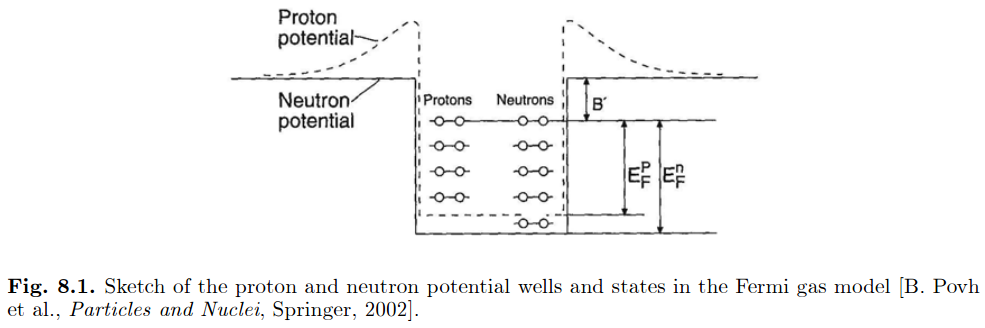 Proton
potential
Neutron
potential
Protons Neutrons
B′
E_F^P E_F^n
Fig. 8.1. Sketch of the proton and neutron potential wells and states in the Fermi gas model [B. Povh
et al., Particles and Nuclei, Springer, 2002].